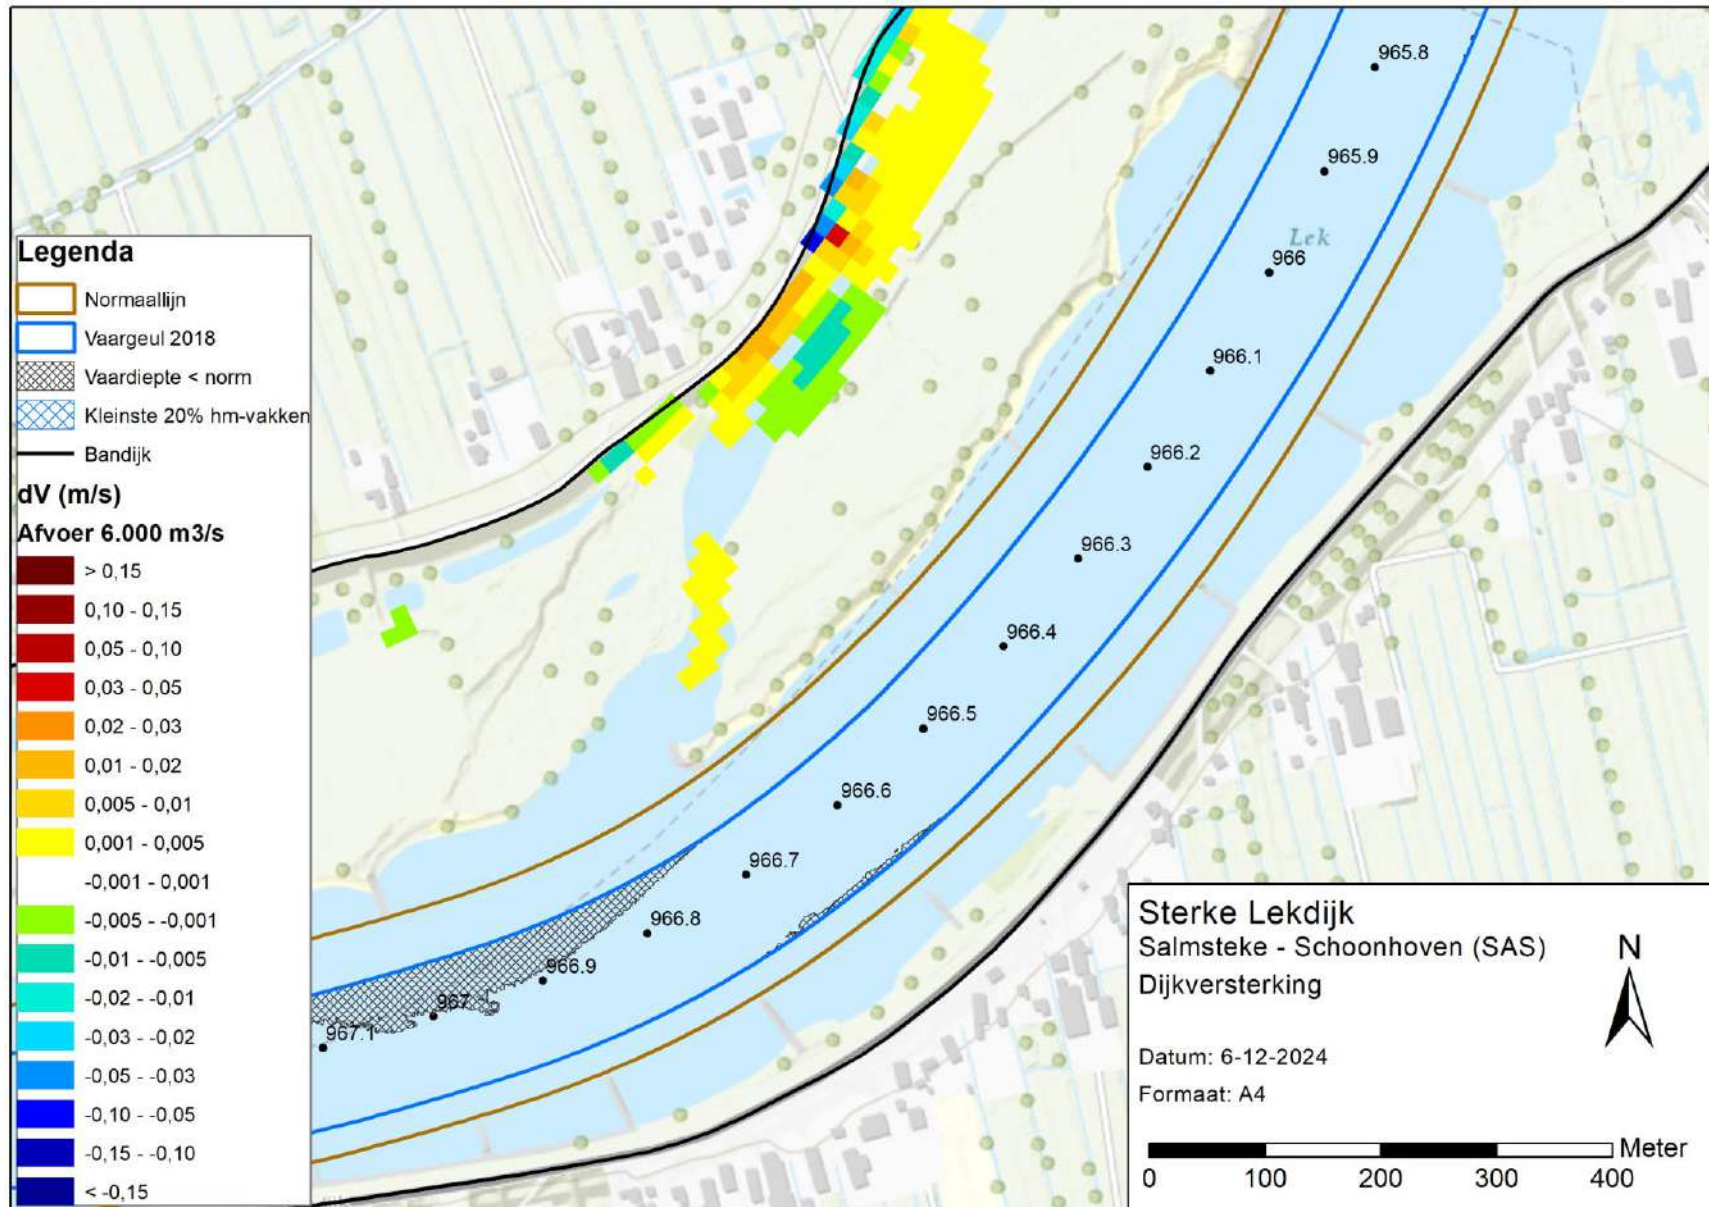 965.8
965.9
Lek
966
966.1
966.2
966.3
966.4
966.5
966.6
966.7
966.8
966.9
967
967.1
Legenda
Normaallijn
Vaargeul 2018
Vaardiepte < norm
Kleinste 20% hm-vakken
Bandijk
dV (m/s)
Afvoer 6.000 m3/s
> 0,15
0,10 - 0,15
0,05 - 0,10
0,03 - 0,05
0,02 - 0,03
0,01 - 0,02
0,005 - 0,01
0,001 - 0,005
-0,001 - 0,001
-0,005 - -0,001
-0,01 - -0,005
-0,02 - -0,01
-0,03 - -0,02
-0,05 - -0,03
-0,10 - -0,05
-0,15 - -0,10
< -0,15
Sterke Lekdijk
Salmsteke - Schoonhoven (SAS)
Dijkversterking
N
Datum: 6-12-2024
Formaat: A4
Meter
0 100 200 300 400